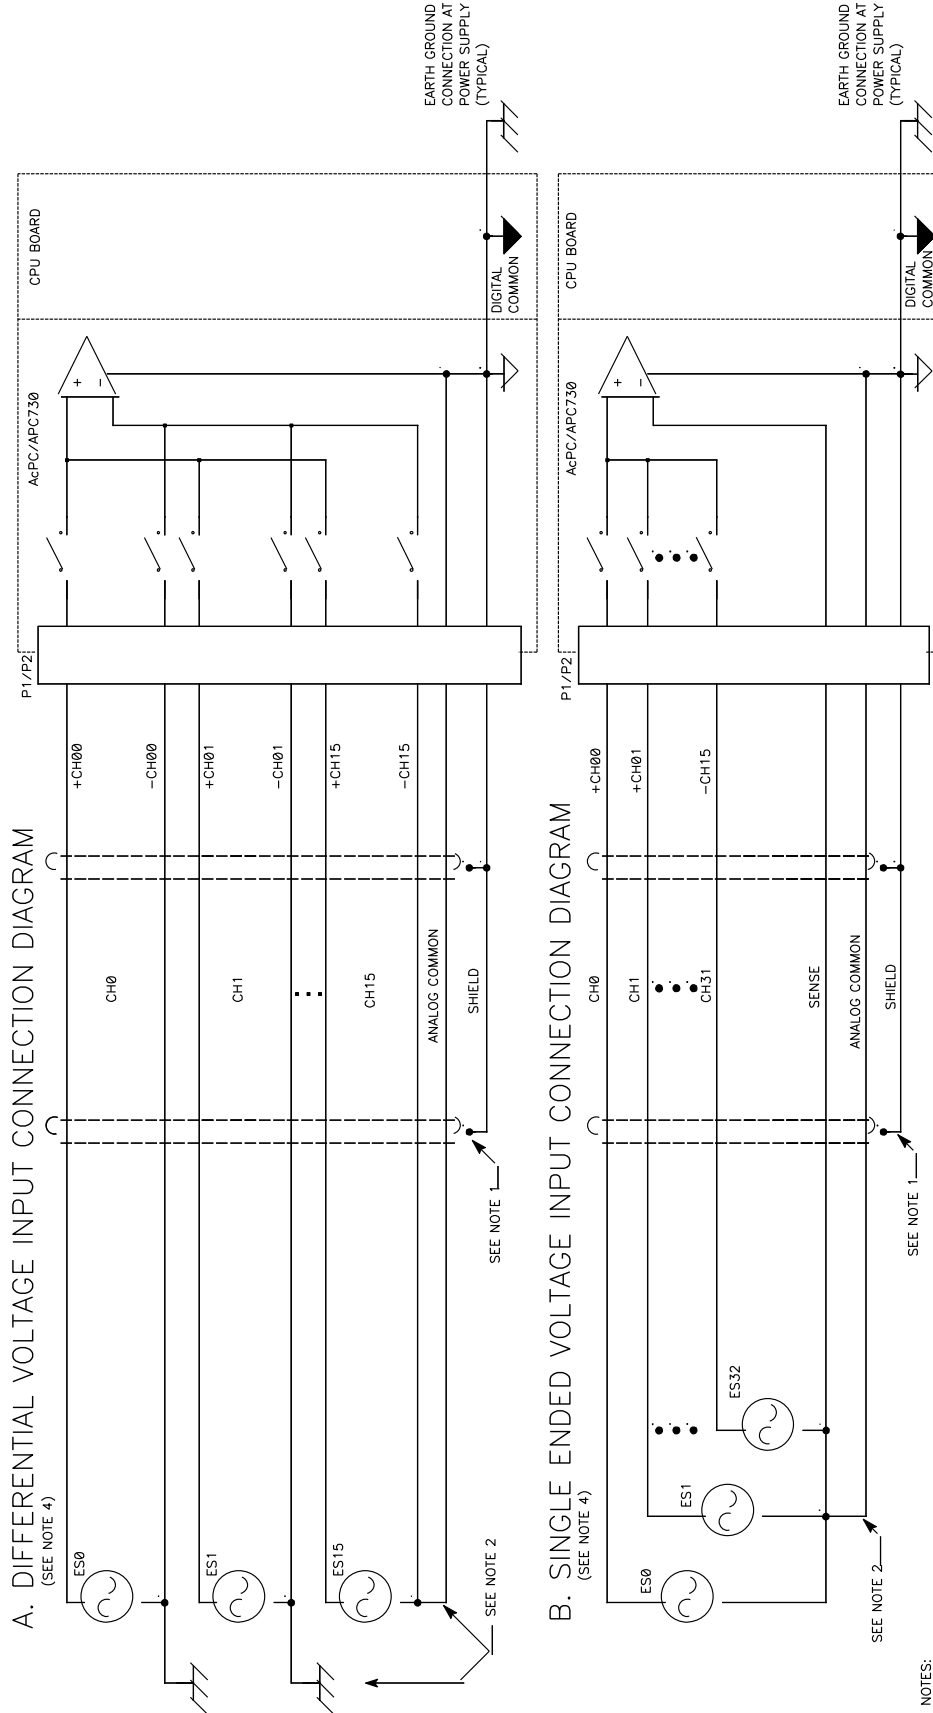 A. DIFFERENTIAL VOLTAGE INPUT CONNECTION DIAGRAM
(SEE NOTE 4)
ES0
ES1
ES15
SEE NOTE 2
SEE NOTE 1
CH0
CH1
CH15
ANALOG COMMON
SHIELD
+CH00
-CH00
+CH01
-CH01
+CH15
-CH15
P1/P2
AcPC/APC730
+
-
CPU BOARD
DIGITAL
COMMON
EARTH GROUND
CONNECTION AT
POWER SUPPLY
(TYPICAL)
B. SINGLE ENDED VOLTAGE INPUT CONNECTION DIAGRAM
(SEE NOTE 4)
ES0
ES1
ES32
SEE NOTE 2
SEE NOTE 1
CH0
CH1
CH31
SENSE
ANALOG COMMON
SHIELD
+CH00
+CH01
-CH15
P1/P2
AcPC/APC730
+
-
CPU BOARD
DIGITAL
COMMON
EARTH GROUND
CONNECTION AT
POWER SUPPLY
(TYPICAL)
NOTES: